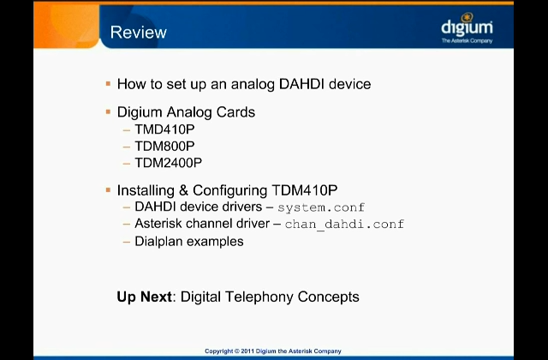 Review
digium
The Asterisk Company
How to set up an analog DAHDI device
Digium Analog Cards
– TMD410P
– TDM800P
– TDM2400P
Installing & Configuring TDM410P
– DAHDI device drivers – system.conf
– Asterisk channel driver – chan_dahdi.conf
– Dialplan examples
Up Next: Digital Telephony Concepts
Copyright © 2011 Digium the Asterisk Company